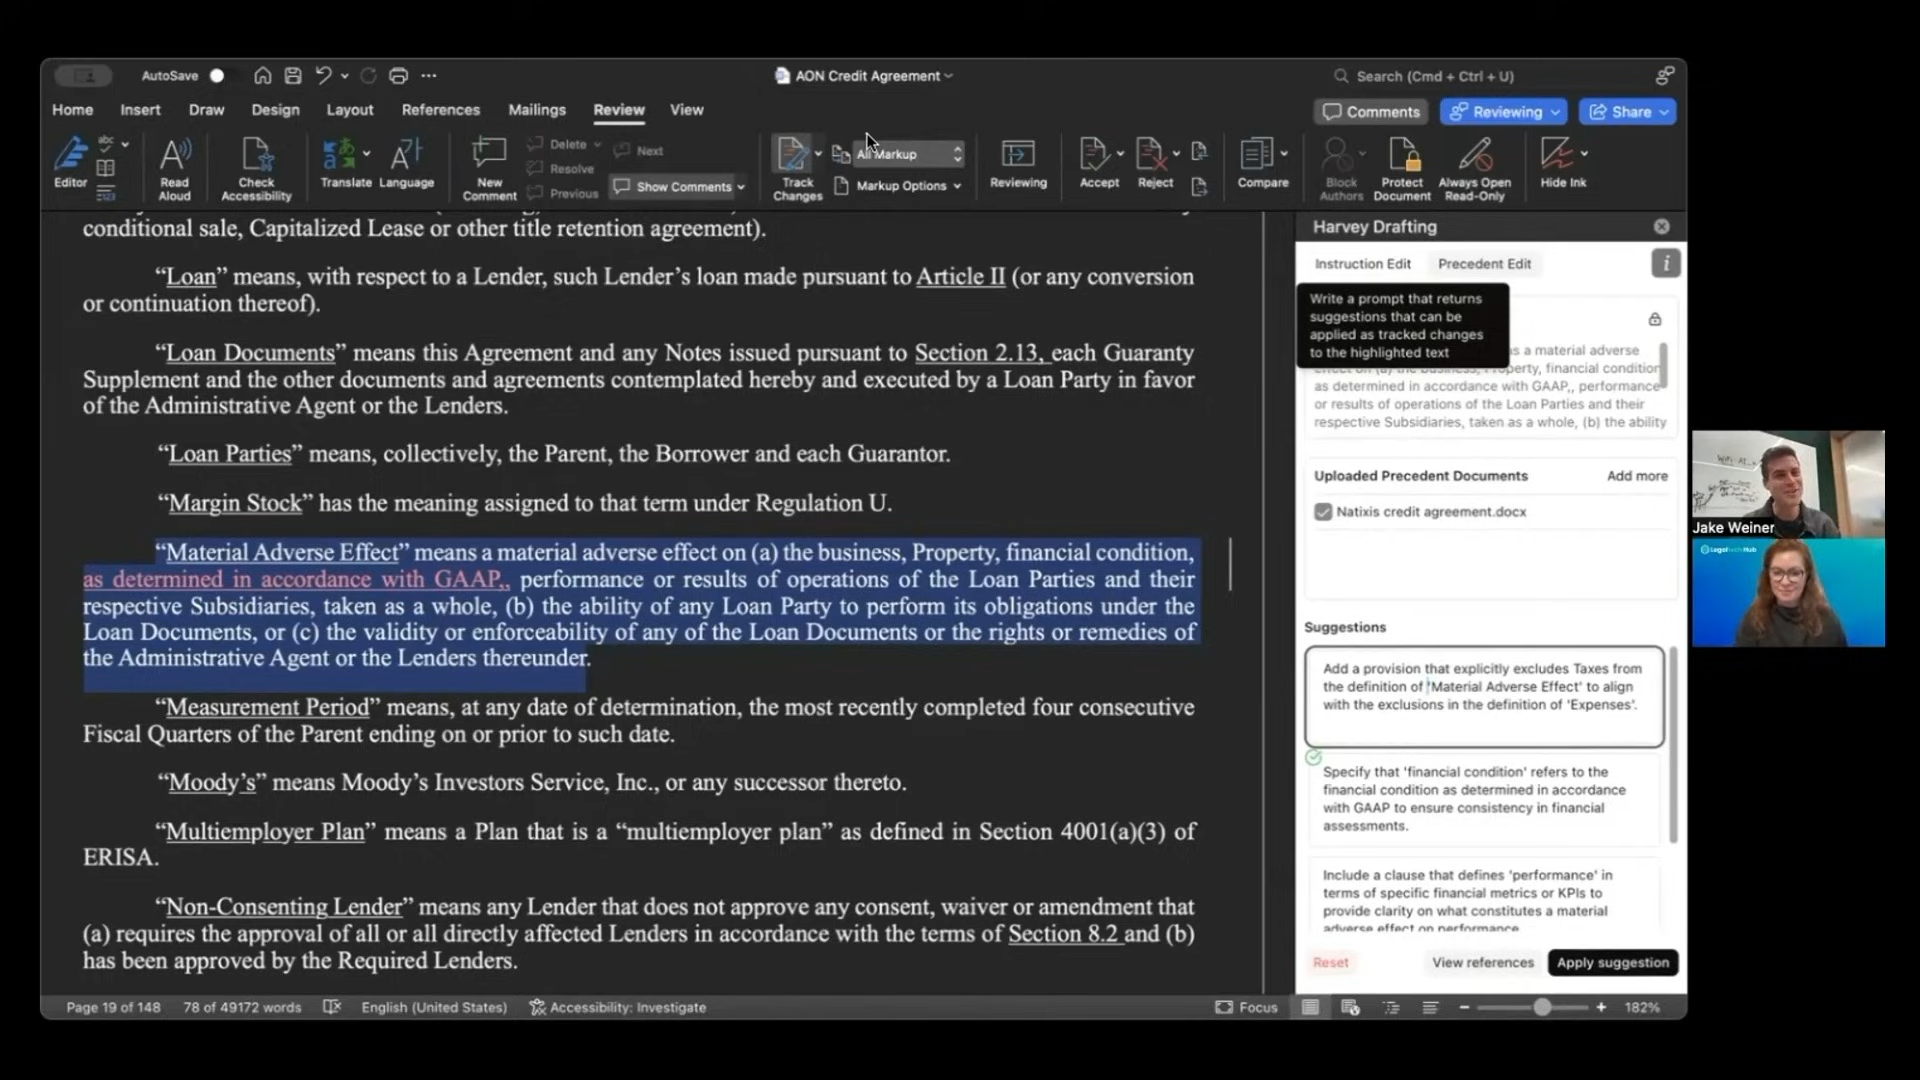 AutoSave
AON Credit Agreement
Search (Cmd + Ctrl + U)
Home Insert Draw Design Layout References Mailings Review View
Comments Reviewing Share
Editor
abc
123
Read Aloud
Check Accessibility
Translate
Language
New Comment
Delete
Resolve
Previous
Next
Show Comments
Track Changes
All Markup
Markup Options
Reviewing
Accept
Reject
Compare
Block Authors
Protect Document
Always Open Read-Only
Hide Ink
conditional sale, Capitalized Lease or other title retention agreement).
“Loan” means, with respect to a Lender, such Lender’s loan made pursuant to Article II (or any conversion
or continuation thereof).
“Loan Documents” means this Agreement and any Notes issued pursuant to Section 2.13, each Guaranty
Supplement and the other documents and agreements contemplated hereby and executed by a Loan Party in favor
of the Administrative Agent or the Lenders.
“Loan Parties” means, collectively, the Parent, the Borrower and each Guarantor.
“Margin Stock” has the meaning assigned to that term under Regulation U.
“Material Adverse Effect” means a material adverse effect on (a) the business, Property, financial condition,
as determined in accordance with GAAP,, performance or results of operations of the Loan Parties and their
respective Subsidiaries, taken as a whole, (b) the ability of any Loan Party to perform its obligations under the
Loan Documents, or (c) the validity or enforceability of any of the Loan Documents or the rights or remedies of
the Administrative Agent or the Lenders thereunder.
“Measurement Period” means, at any date of determination, the most recently completed four consecutive
Fiscal Quarters of the Parent ending on or prior to such date.
“Moody’s” means Moody’s Investors Service, Inc., or any successor thereto.
“Multiemployer Plan” means a Plan that is a “multiemployer plan” as defined in Section 4001(a)(3) of
ERISA.
“Non-Consenting Lender” means any Lender that does not approve any consent, waiver or amendment that
(a) requires the approval of all or all directly affected Lenders in accordance with the terms of Section 8.2 and (b)
has been approved by the Required Lenders.
Harvey Drafting
Instruction Edit Precedent Edit
i
Write a prompt that returns
suggestions that can be
applied as tracked changes
to the highlighted text
s a material adverse
effect on (a) the business, Property, financial condition,
as determined in accordance with GAAP,, performance
or results of operations of the Loan Parties and their
respective Subsidiaries, taken as a whole, (b) the ability
Uploaded Precedent Documents Add more
Natixis credit agreement.docx
Suggestions
Add a provision that explicitly excludes Taxes from
the definition of 'Material Adverse Effect' to align
with the exclusions in the definition of 'Expenses'.
Specify that 'financial condition' refers to the
financial condition as determined in accordance
with GAAP to ensure consistency in financial
assessments.
Include a clause that defines 'performance' in
terms of specific financial metrics or KPIs to
provide clarity on what constitutes a material
adverse effect on performance.
Reset View references Apply suggestion
Jake Weiner
LegalTech Hub
Page 19 of 148 78 of 49172 words English (United States) Accessibility: Investigate
Focus
182%